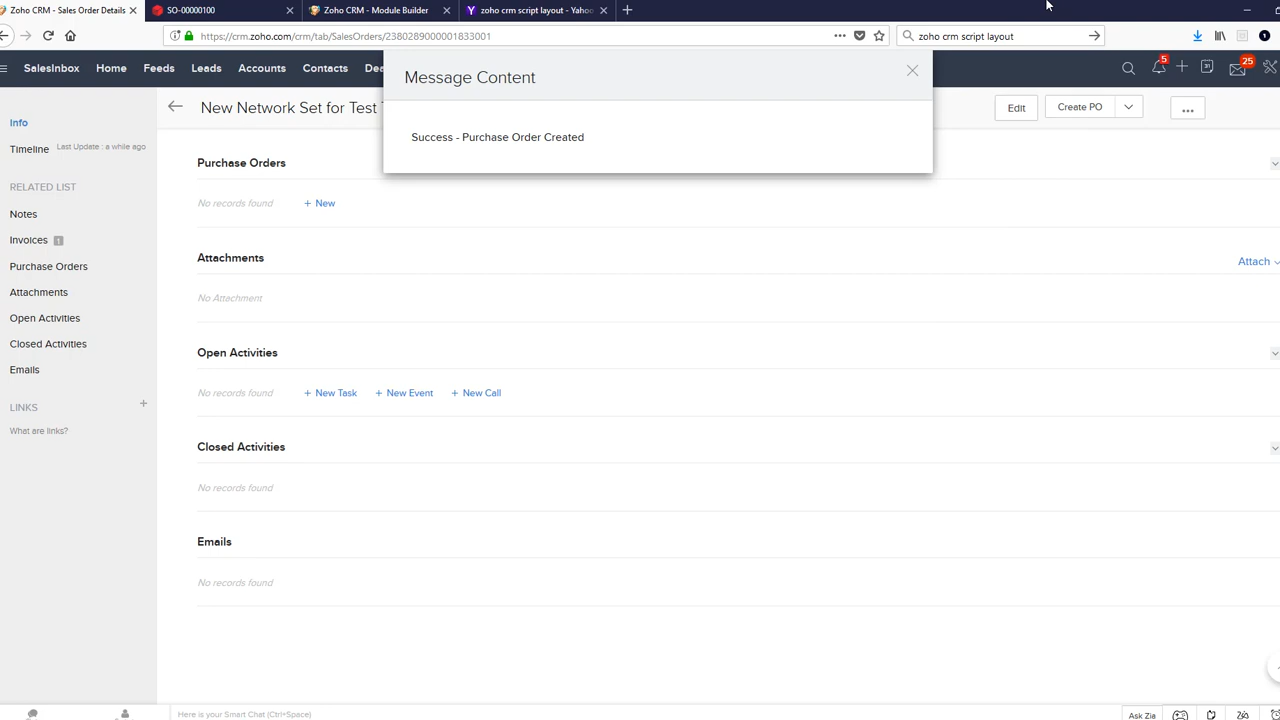 Zoho CRM - Sales Order Details
SO-00000100
Zoho CRM - Module Builder
zoho crm script layout - Yahoo
https://crm.zoho.com/crm/tab/SalesOrders/2380289000001833001
zoho crm script layout
SalesInbox Home Feeds Leads Accounts Contacts Dea
5
31
25
1
Message Content
Success - Purchase Order Created
New Network Set for Test
Edit
Create PO
Info
Timeline Last Update : a while ago
RELATED LIST
Notes
Invoices 1
Purchase Orders
Attachments
Open Activities
Closed Activities
Emails
LINKS +
What are links?
Purchase Orders
No records found + New
Attachments
Attach
No Attachment
Open Activities
No records found + New Task + New Event + New Call
Closed Activities
No records found
Emails
No records found
Here is your Smart Chat (Ctrl+Space)
Ask Zia